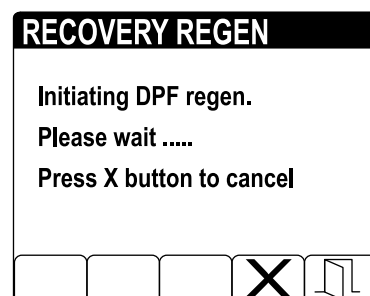 RECOVERY REGEN
Initiating DPF regen.
Please wait .....
Press X button to cancel
X